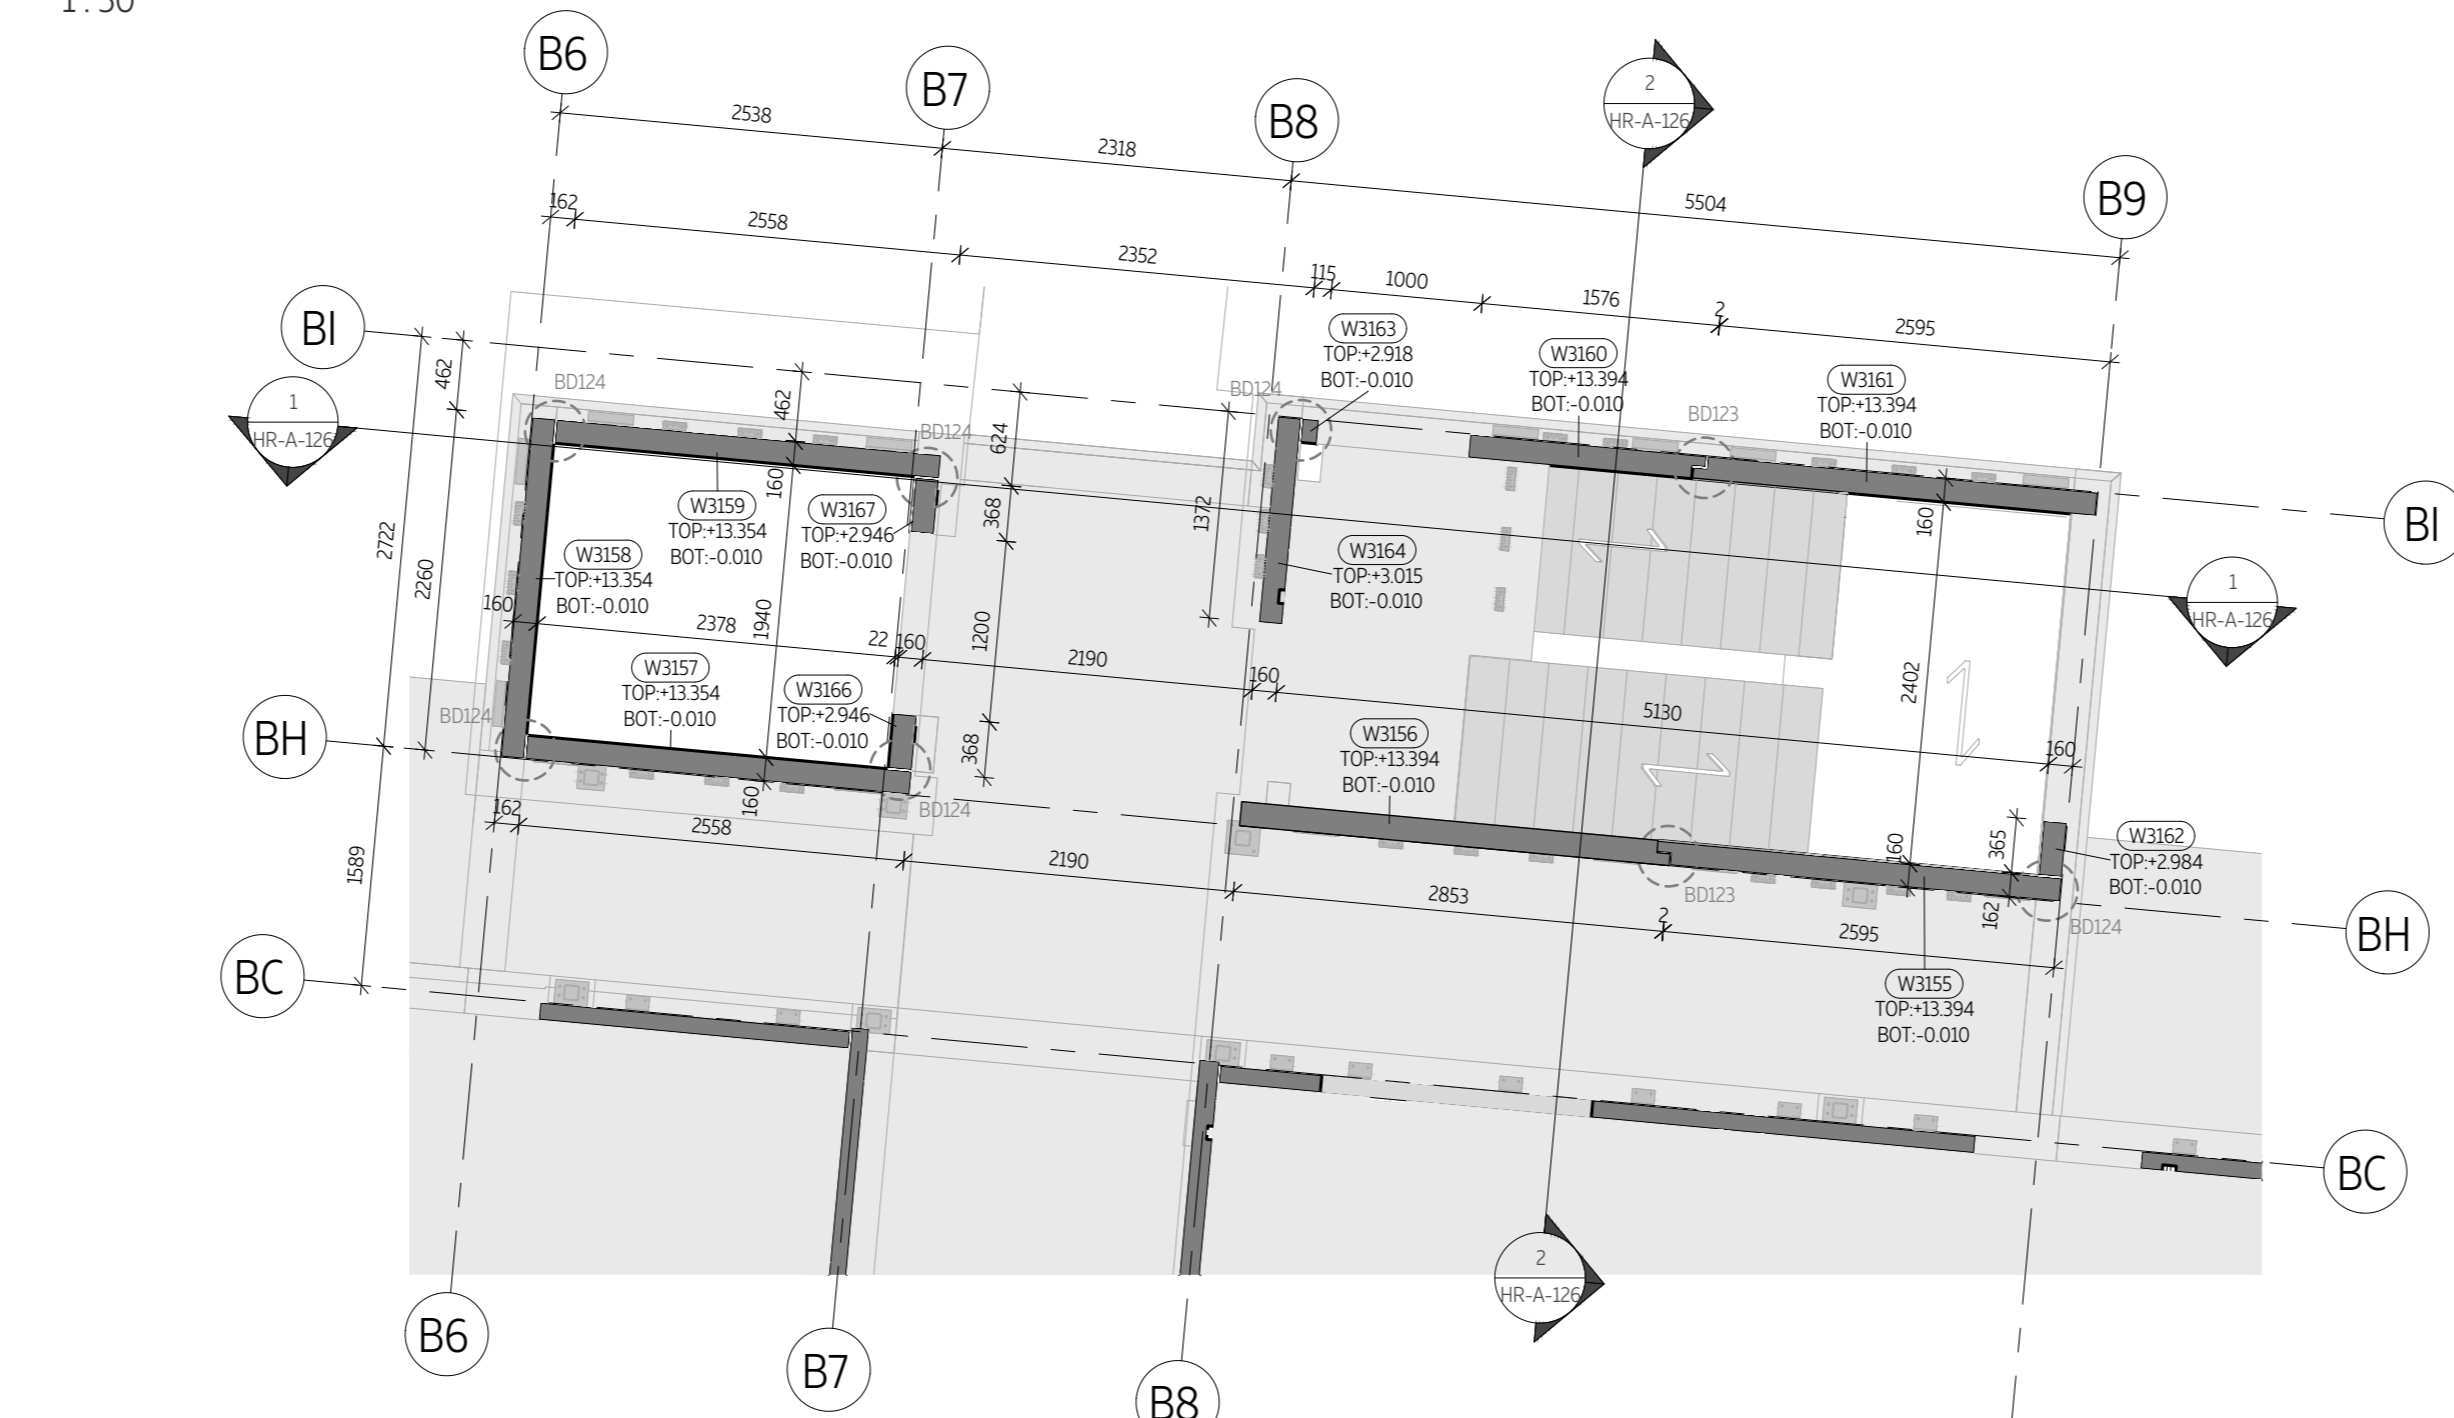 1 : 50
B6
B7
B8
B9
2
HR-A-126
2538
2318
5504
162
2558
2352
115
1000
1576
2
2595
BI
462
1
HR-A-126
BD124
462
160
BD124
624
368
1200
368
BD124
1372
W3163
TOP:+2.918
BOT:-0.010
W3160
TOP:+13.394
BOT:-0.010
W3161
TOP:+13.394
BOT:-0.010
BD123
160
BI
1
HR-A-126
W3159
TOP:+13.354
BOT:-0.010
W3167
TOP:+2.946
BOT:-0.010
W3158
TOP:+13.354
BOT:-0.010
W3164
TOP:+3.015
BOT:-0.010
2722
2260
160
2378
1940
22
160
2190
160
5130
2402
160
W3157
TOP:+13.354
BOT:-0.010
W3166
TOP:+2.946
BOT:-0.010
BH
BD124
W3156
TOP:+13.394
BOT:-0.010
162
2558
160
BD124
2190
2853
2
2595
BD123
160
365
162
W3162
TOP:+2.984
BOT:-0.010
BD124
BH
1589
BC
W3155
TOP:+13.394
BOT:-0.010
BC
2
HR-A-126
B6
B7
B8